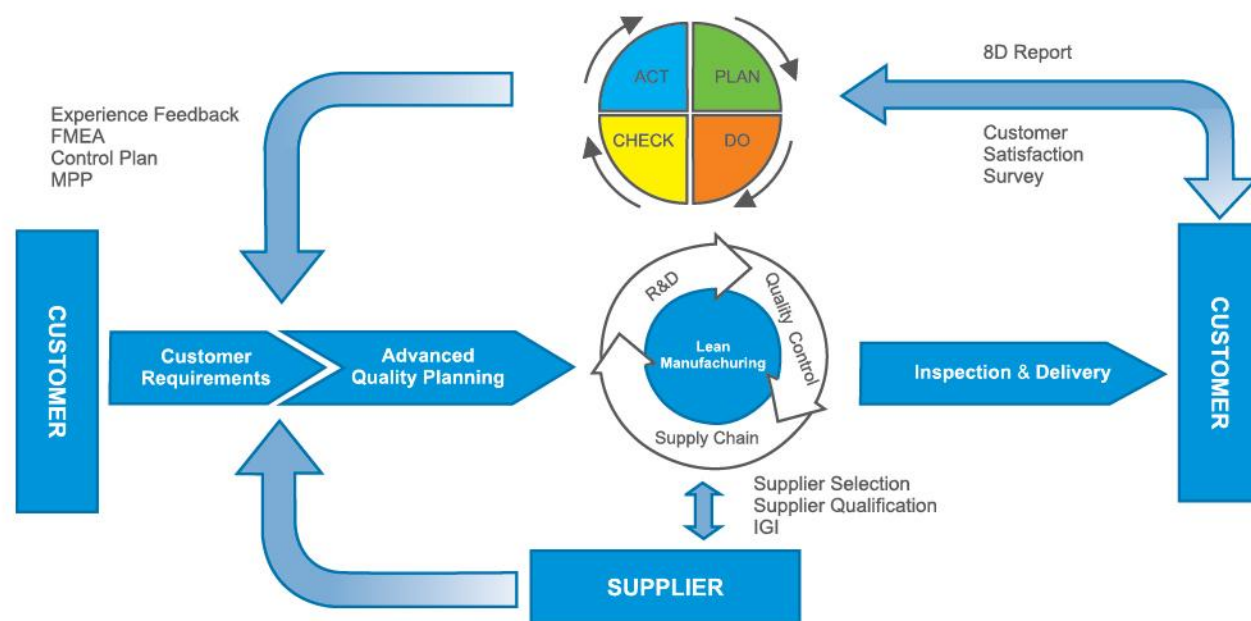 ACT
PLAN
CHECK
DO
8D Report
Customer
Satisfaction
Survey
Experience Feedback
FMEA
Control Plan
MPP
CUSTOMER
Customer
Requirements
Advanced
Quality Planning
R&D
Quality Control
Lean
Manufachuring
Supply Chain
Inspection & Delivery
CUSTOMER
Supplier Selection
Supplier Qualification
IGI
SUPPLIER